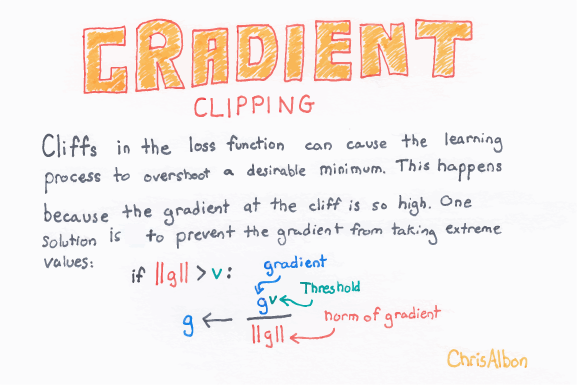 GRADIENT
CLIPPING
Cliffs in the loss function can cause the learning
process to overshoot a desirable minimum. This happens
because the gradient at the cliff is so high. One
solution is to prevent the gradient from taking extreme
values:
if ||g|| > v:
gradient
Threshold
g ← gv
||g||
norm of gradient
ChrisAlbon